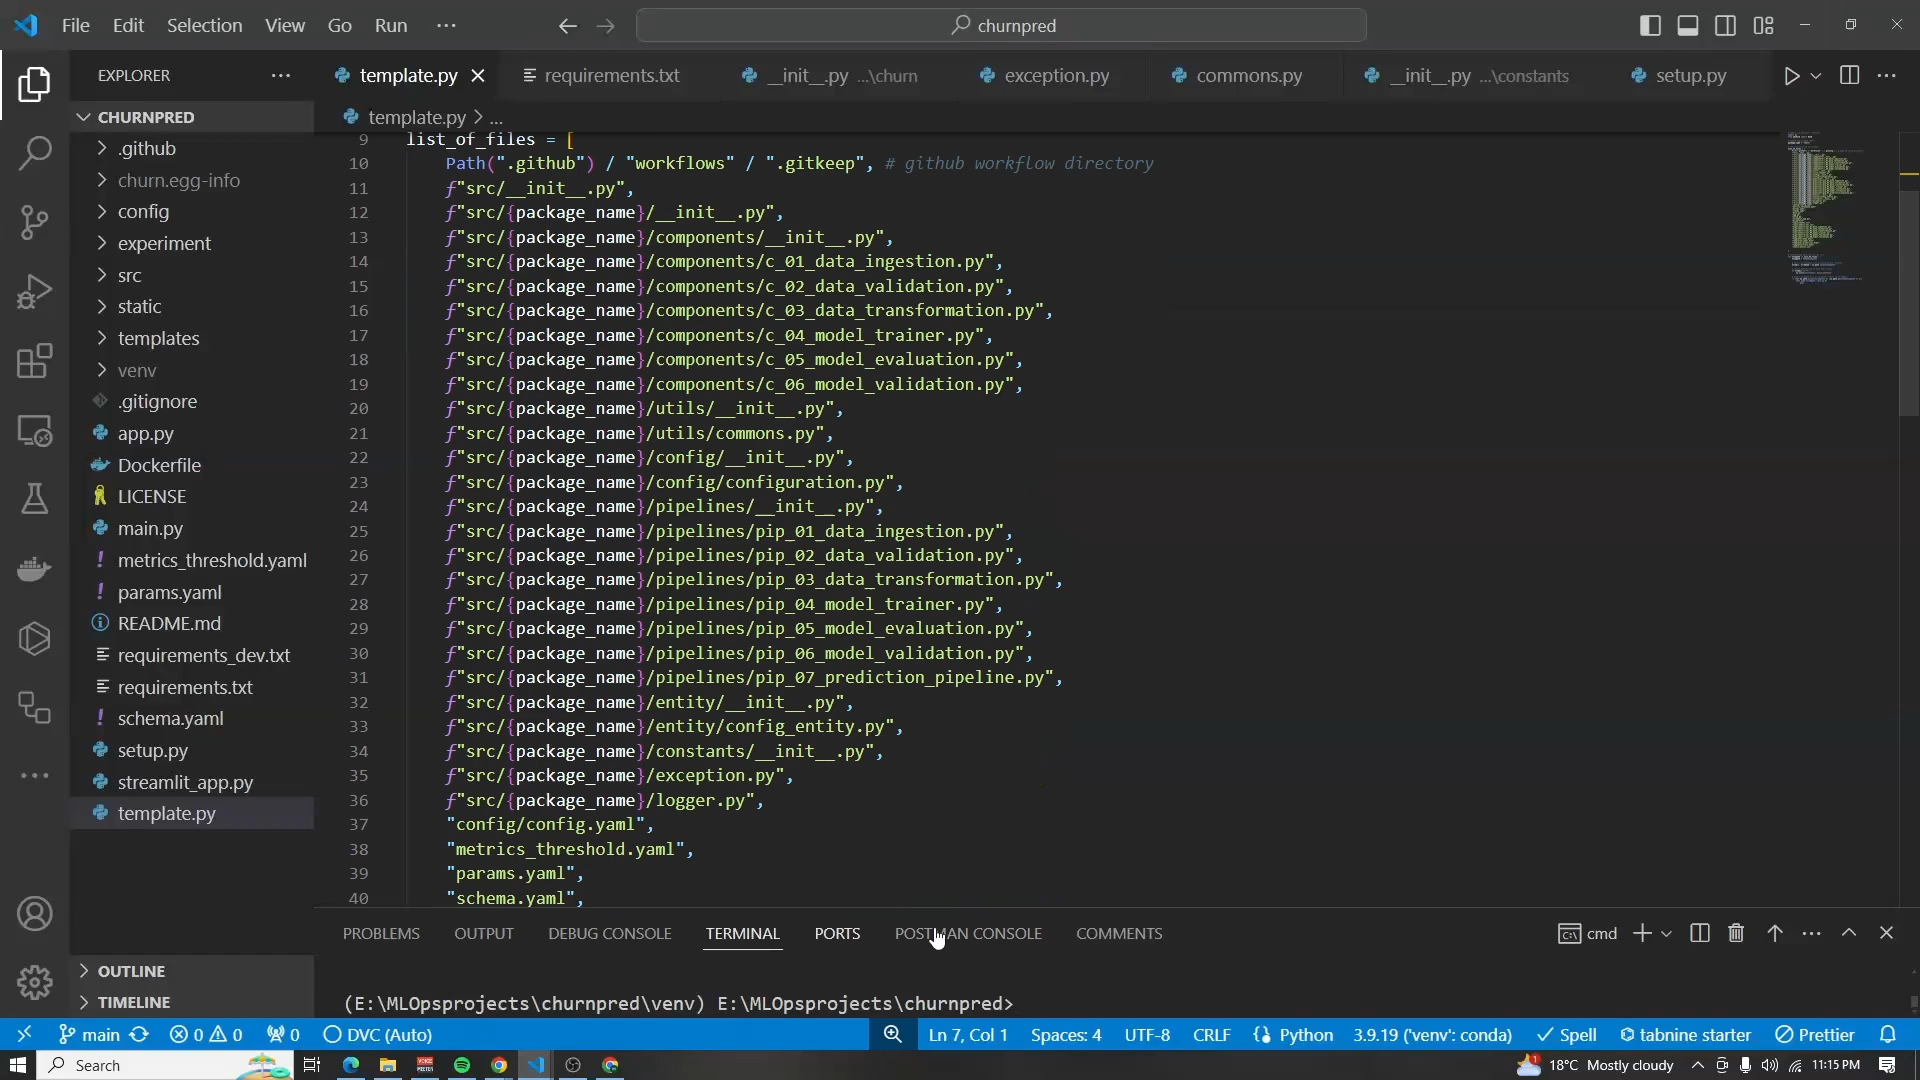 File Edit Selection View Go Run ··· churnpred
EXPLORER ···
template.py requirements.txt __init__.py ...\churn exception.py commons.py __init__.py ...\constants setup.py ···
CHURNPRED
template.py > ...
.github
churn.egg-info
config
experiment
src
static
templates
venv
.gitignore
app.py
Dockerfile
LICENSE
main.py
metrics_threshold.yaml
params.yaml
README.md
requirements_dev.txt
requirements.txt
schema.yaml
setup.py
streamlit_app.py
template.py
OUTLINE
TIMELINE
9 list_of_files = [
10 Path(".github") / "workflows" / ".gitkeep", # github workflow directory
11 f"src/__init__.py",
12 f"src/{package_name}/__init__.py",
13 f"src/{package_name}/components/__init__.py",
14 f"src/{package_name}/components/c_01_data_ingestion.py",
15 f"src/{package_name}/components/c_02_data_validation.py",
16 f"src/{package_name}/components/c_03_data_transformation.py",
17 f"src/{package_name}/components/c_04_model_trainer.py",
18 f"src/{package_name}/components/c_05_model_evaluation.py",
19 f"src/{package_name}/components/c_06_model_validation.py",
20 f"src/{package_name}/utils/__init__.py",
21 f"src/{package_name}/utils/commons.py",
22 f"src/{package_name}/config/__init__.py",
23 f"src/{package_name}/config/configuration.py",
24 f"src/{package_name}/pipelines/__init__.py",
25 f"src/{package_name}/pipelines/pip_01_data_ingestion.py",
26 f"src/{package_name}/pipelines/pip_02_data_validation.py",
27 f"src/{package_name}/pipelines/pip_03_data_transformation.py",
28 f"src/{package_name}/pipelines/pip_04_model_trainer.py",
29 f"src/{package_name}/pipelines/pip_05_model_evaluation.py",
30 f"src/{package_name}/pipelines/pip_06_model_validation.py",
31 f"src/{package_name}/pipelines/pip_07_prediction_pipeline.py",
32 f"src/{package_name}/entity/__init__.py",
33 f"src/{package_name}/entity/config_entity.py",
34 f"src/{package_name}/constants/__init__.py",
35 f"src/{package_name}/exception.py",
36 f"src/{package_name}/logger.py",
37 "config/config.yaml",
38 "metrics_threshold.yaml",
39 "params.yaml",
40 "schema.yaml",
PROBLEMS OUTPUT DEBUG CONSOLE TERMINAL PORTS POSTMAN CONSOLE COMMENTS cmd
(E:\MLOpsprojects\churnpred\venv) E:\MLOpsprojects\churnpred>
main 0 0 0 DVC (Auto) Ln 7, Col 1 Spaces: 4 UTF-8 CRLF Python 3.9.19 ('venv': conda) Spell tabnine starter Prettier
Search 18°C Mostly cloudy 11:15 PM